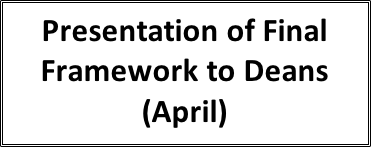 Presentation of Final
Framework to Deans
(April)